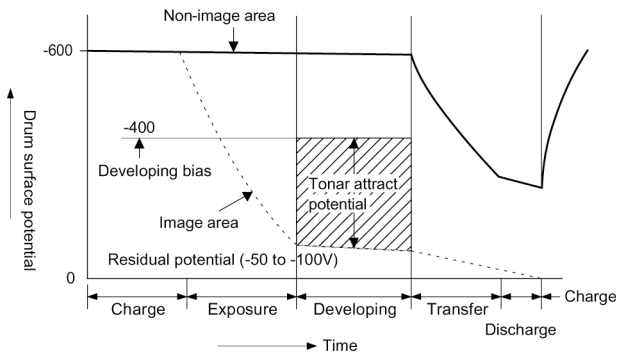 Non-image area
-600
-400
Developing bias
Tonar attract
potential
Image area
Drum surface potential
Residual potential (-50 to -100V)
0
Charge
Exposure
Developing
Transfer
Charge
Discharge
Time